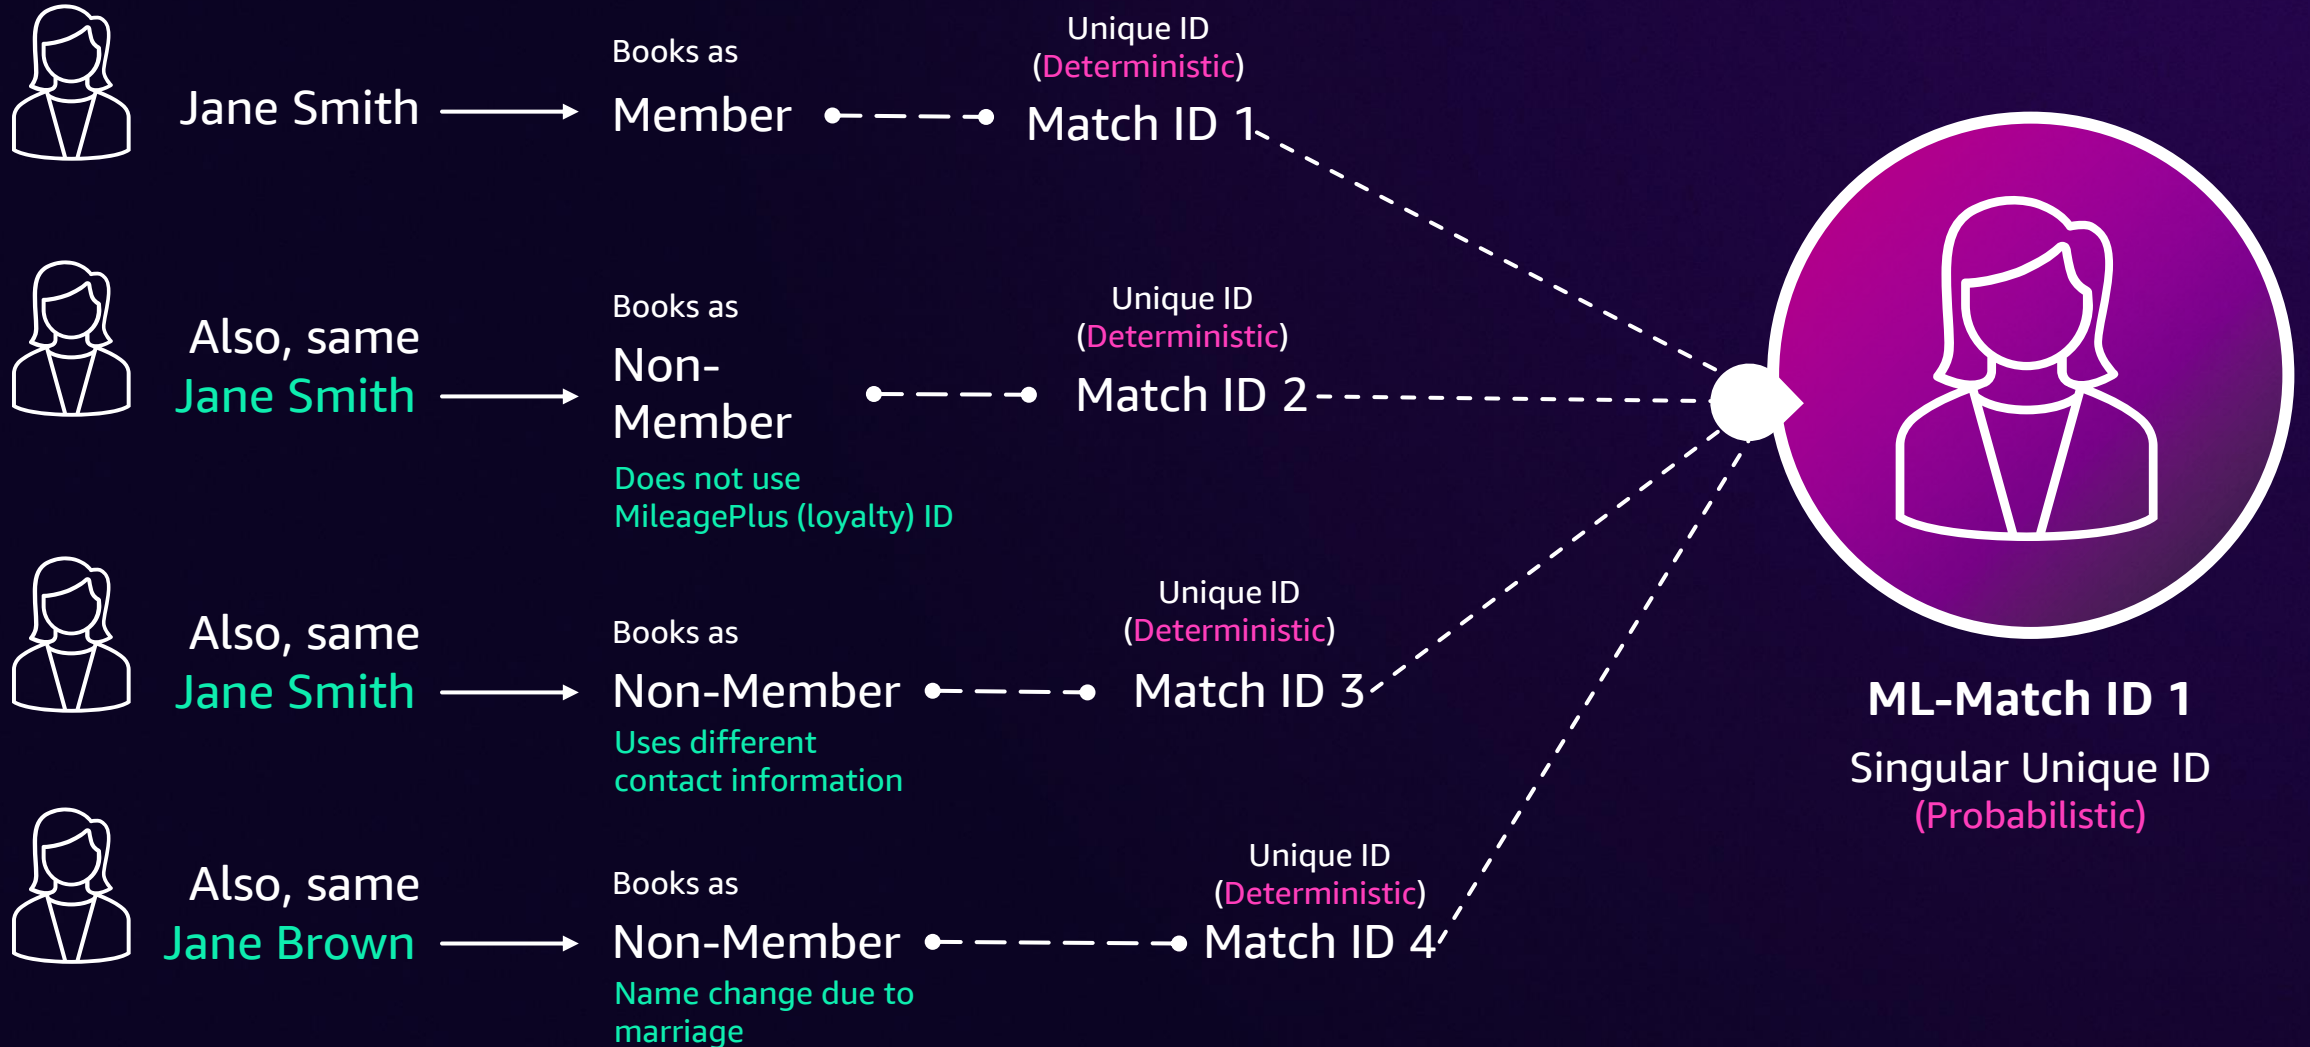 Jane Smith
Books as
Member
Unique ID
(Deterministic)
Match ID 1
Also, same
Jane Smith
Books as
Non-
Member
Does not use
MileagePlus (loyalty) ID
Unique ID
(Deterministic)
Match ID 2
Also, same
Jane Smith
Books as
Non-Member
Uses different
contact information
Unique ID
(Deterministic)
Match ID 3
Also, same
Jane Brown
Books as
Non-Member
Name change due to
marriage
Unique ID
(Deterministic)
Match ID 4
ML-Match ID 1
Singular Unique ID
(Probabilistic)